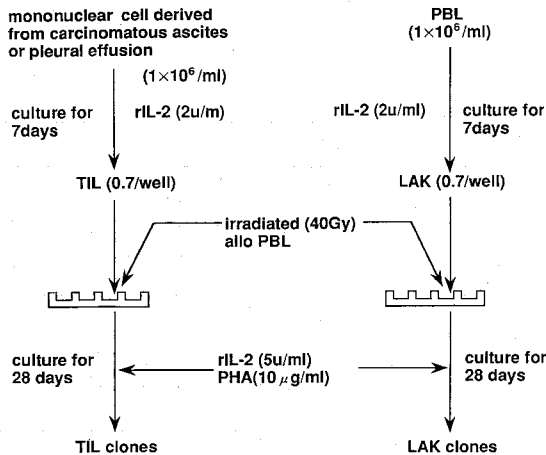 mononuclear cell derived
from carcinomatous ascites
or pleural effusion
(1×10⁶/ml)
culture for
7days
rIL-2 (2u/m)
TIL (0.7/well)
PBL
(1×10⁶/ml)
rIL-2 (2u/ml)
culture for
7days
LAK (0.7/well)
irradiated (40Gy)
allo PBL
culture for
28 days
rIL-2 (5u/ml)
PHA(10 μg/ml)
culture for
28 days
TIL clones
LAK clones